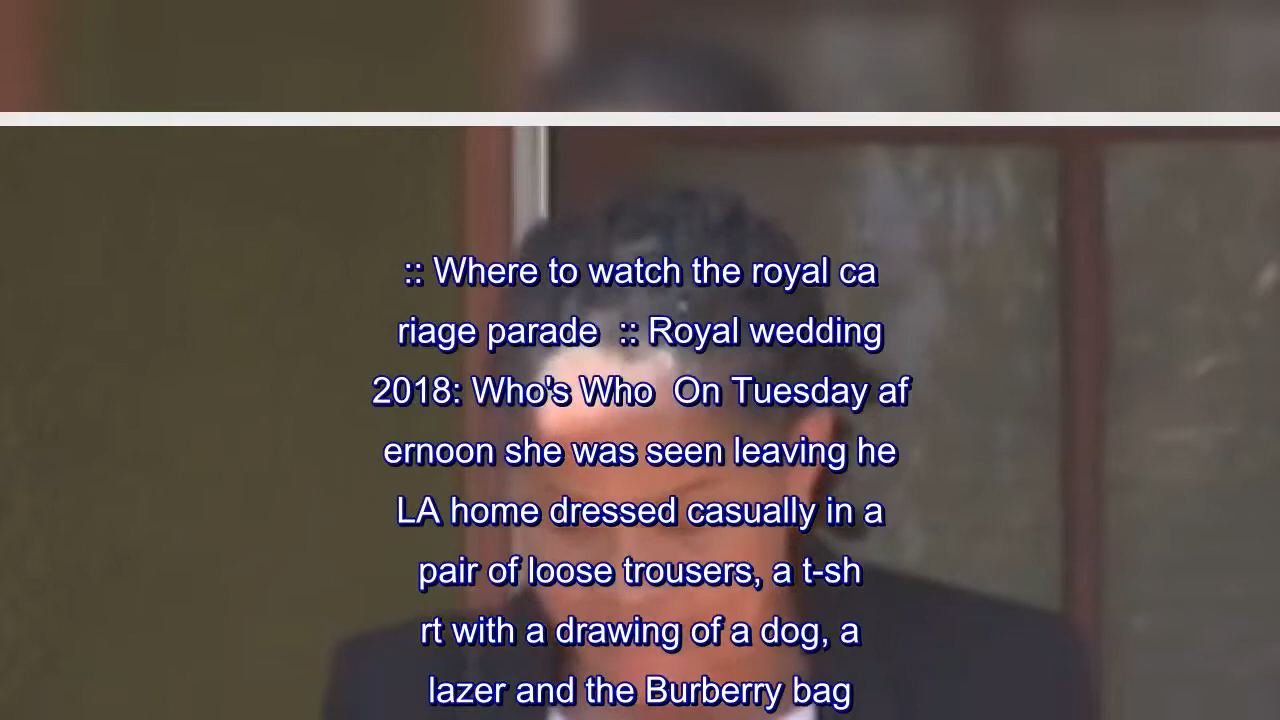 :: Where to watch the royal ca
riage parade  :: Royal wedding
2018: Who's Who  On Tuesday af
ernoon she was seen leaving he
LA home dressed casually in a
pair of loose trousers, a t-sh
rt with a drawing of a dog, a
lazer and the Burberry bag